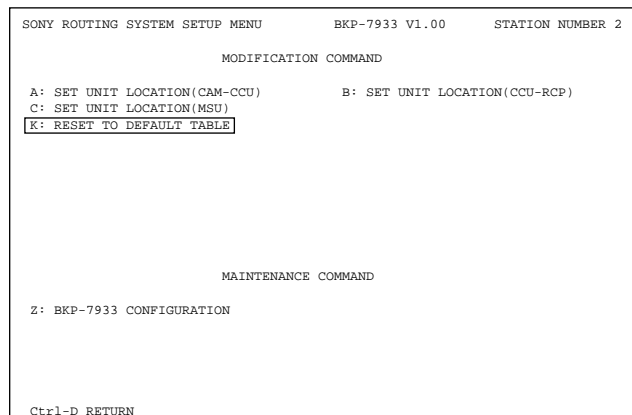 SONY ROUTING SYSTEM SETUP MENU BKP-7933 V1.00 STATION NUMBER 2
MODIFICATION COMMAND
A: SET UNIT LOCATION(CAM-CCU) B: SET UNIT LOCATION(CCU-RCP)
C: SET UNIT LOCATION(MSU)
K: RESET TO DEFAULT TABLE
MAINTENANCE COMMAND
Z: BKP-7933 CONFIGURATION
Ctrl-D RETURN